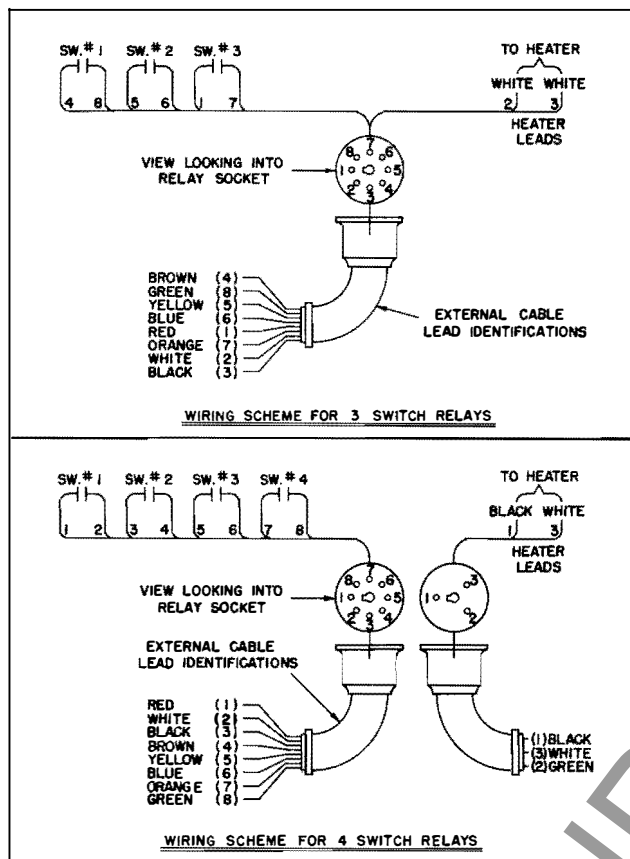 SW.#1 SW.#2 SW.#3
TO HEATER
WHITE WHITE
4 8 5 6 1 7
2 3
HEATER
LEADS
VIEW LOOKING INTO
RELAY SOCKET
7
8 6
1 5
2 4
3
BROWN (4)
GREEN (8)
YELLOW (5)
BLUE (6)
RED (1)
ORANGE (7)
WHITE (2)
BLACK (3)
EXTERNAL CABLE
LEAD IDENTIFICATIONS
WIRING SCHEME FOR 3 SWITCH RELAYS
SW.#1 SW.#2 SW.#3 SW.#4
TO HEATER
BLACK WHITE
1 2 3 4 5 6 7 8
1 3
HEATER
LEADS
VIEW LOOKING INTO
RELAY SOCKET
7
8 6
1 5
2 4
3
3
1
2
EXTERNAL CABLE
LEAD IDENTIFICATIONS
RED (1)
WHITE (2)
BLACK (3)
BROWN (4)
YELLOW (5)
BLUE (6)
ORANGE (7)
GREEN (8)
(1)BLACK
(3)WHITE
(2)GREEN
WIRING SCHEME FOR 4 SWITCH RELAYS